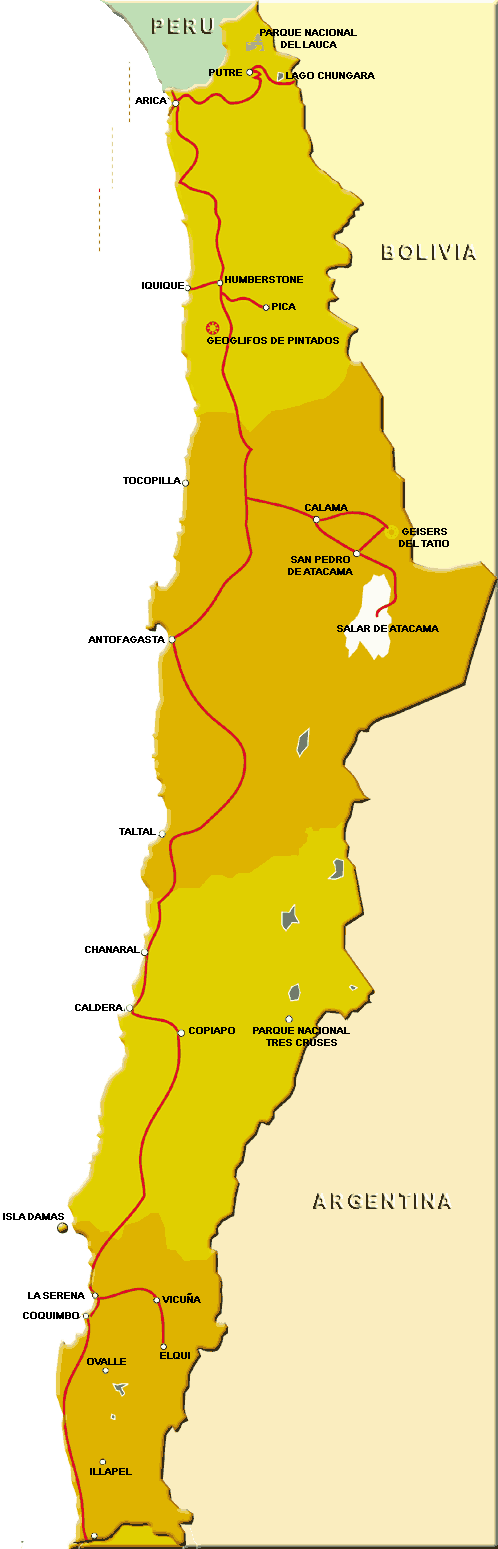 PERU
PARQUE NACIONAL
DEL LAUCA
PUTRE
LAGO CHUNGARA
ARICA
BOLIVIA
HUMBERSTONE
IQUIQUE
PICA
GEOGLIFOS DE PINTADOS
TOCOPILLA
CALAMA
GEISERS
DEL TATIO
SAN PEDRO
DE ATACAMA
SALAR DE ATACAMA
ANTOFAGASTA
TALTAL
CHANARAL
CALDERA
COPIAPO
PARQUE NACIONAL
TRES CRUSES
ARGENTINA
ISLA DAMAS
LA SERENA
VICUÑA
COQUIMBO
ELQUI
OVALLE
ILLAPEL